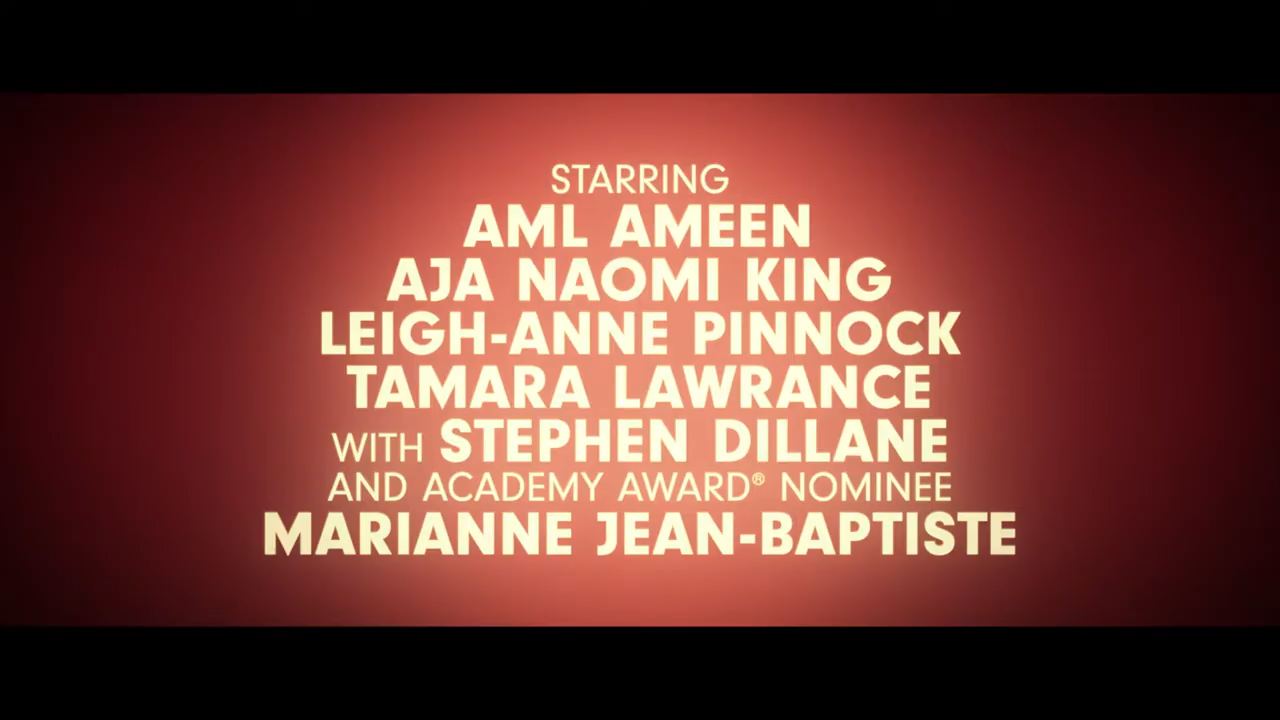 STARRING
AML AMEEN
AJA NAOMI KING
LEIGH-ANNE PINNOCK
TAMARA LAWRANCE
WITH STEPHEN DILLANE
AND ACADEMY AWARD® NOMINEE
MARIANNE JEAN-BAPTISTE